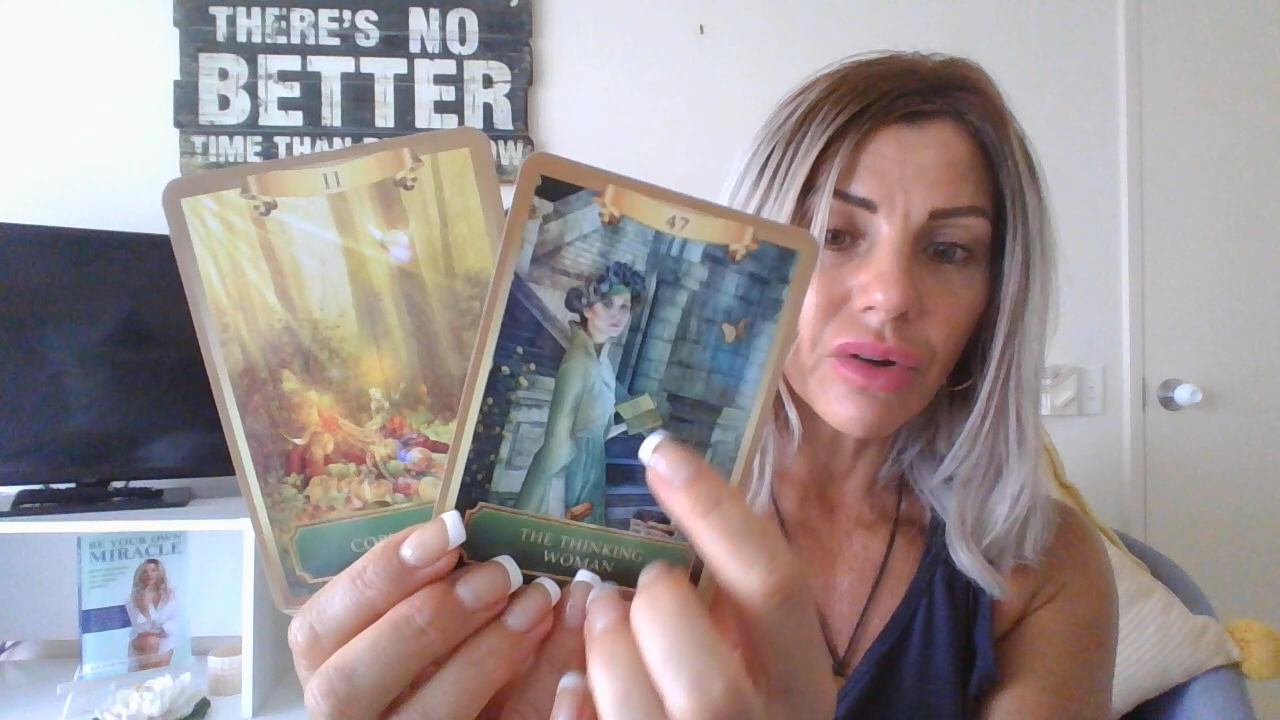 THERE'S NO
BETTER
TIME THAN
11
47
THE THINKING
WOMAN
BE YOUR OWN
MIRACLE